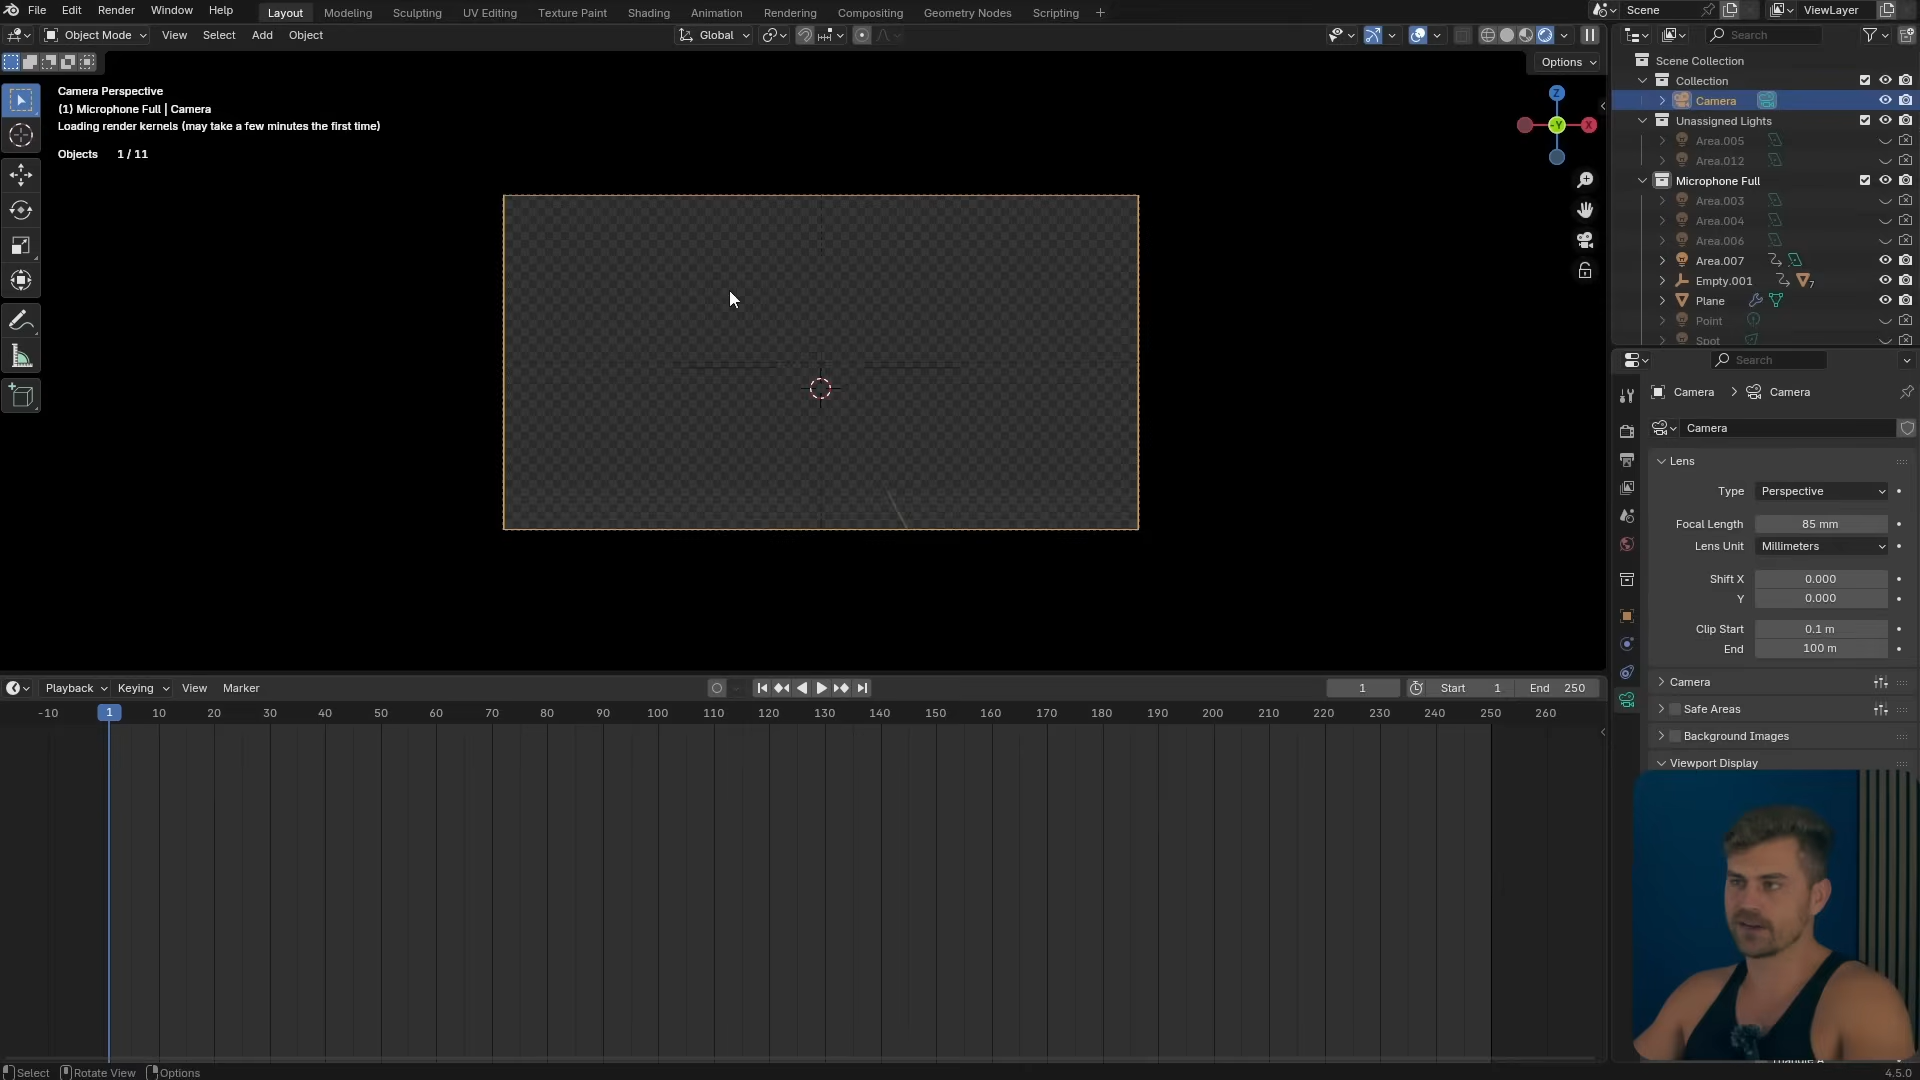 File Edit Render Window Help Layout Modeling Sculpting UV Editing Texture Paint Shading Animation Rendering Compositing Geometry Nodes Scripting + Scene ViewLayer
Object Mode View Select Add Object Global Search
Options
Camera Perspective
(1) Microphone Full | Camera
Loading render kernels (may take a few minutes the first time)
Objects 1 / 11
Z
-Y
X
Scene Collection
Collection
Camera
Unassigned Lights
Area.005
Area.012
Microphone Full
Area.003
Area.004
Area.006
Area.007
Empty.001 7
Plane
Point
Spot
Search
Camera > Camera
Camera
Lens
Type Perspective
Focal Length 85 mm
Lens Unit Millimeters
Shift X 0.000
Y 0.000
Clip Start 0.1 m
End 100 m
Camera
Safe Areas
Background Images
Viewport Display
Playback Keying View Marker 1 Start 1 End 250
-10 1 10 20 30 40 50 60 70 80 90 100 110 120 130 140 150 160 170 180 190 200 210 220 230 240 250 260
Select Rotate View Options 4.5.0